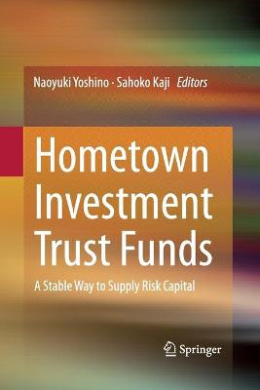 Naoyuki Yoshino · Sahoko Kaji Editors
Hometown
Investment
Trust Funds
A Stable Way to Supply Risk Capital
Springer